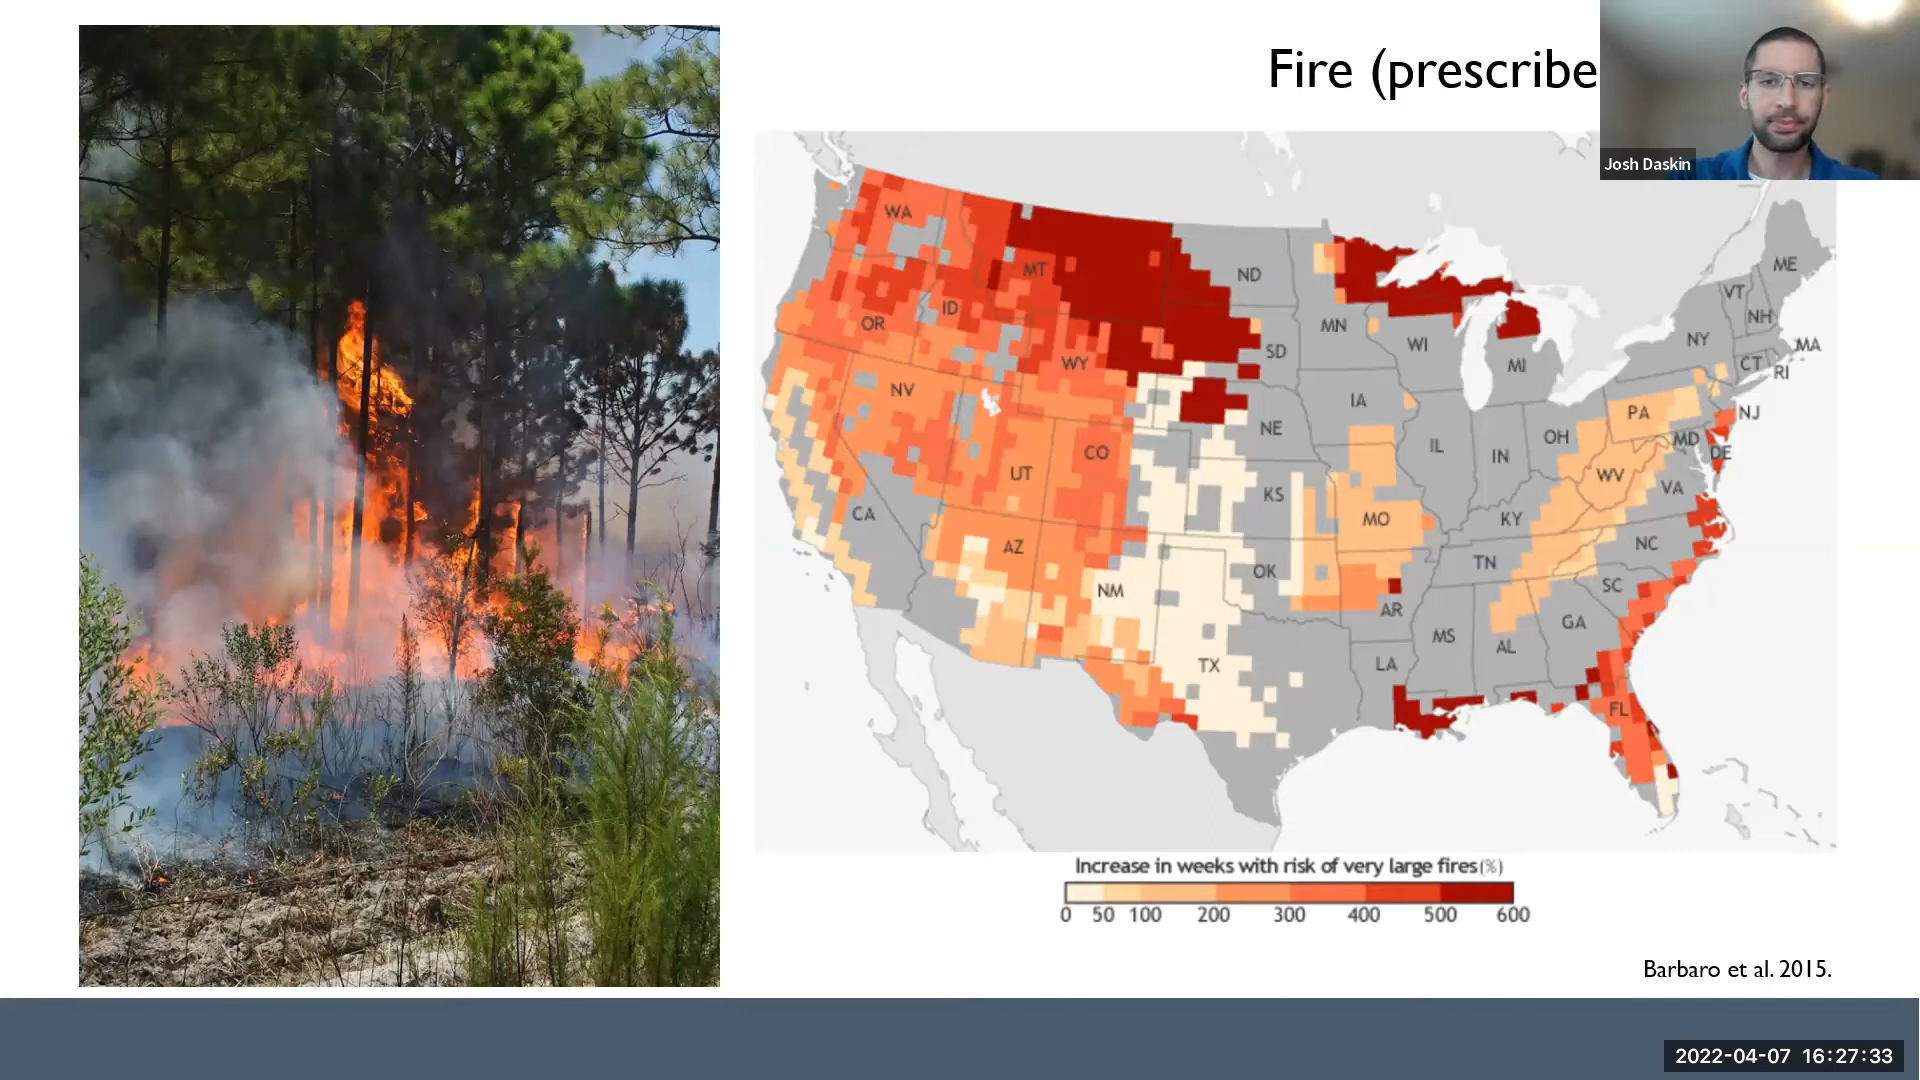 Fire (prescribe
Josh Daskin
WA
MT
ND
ME
VT
NH
ID
OR
MN
NY
MA
WI
SD
CT
RI
WY
MI
NV
IA
PA
NJ
NE
OH
MD
DE
IL
IN
CO
UT
WV
VA
KS
CA
MO
KY
NC
AZ
TN
OK
SC
NM
AR
GA
MS
AL
TX
LA
FL
Increase in weeks with risk of very large fires(%)
0 50 100 200 300 400 500 600
Barbaro et al. 2015.
2022-04-07 16:27:33